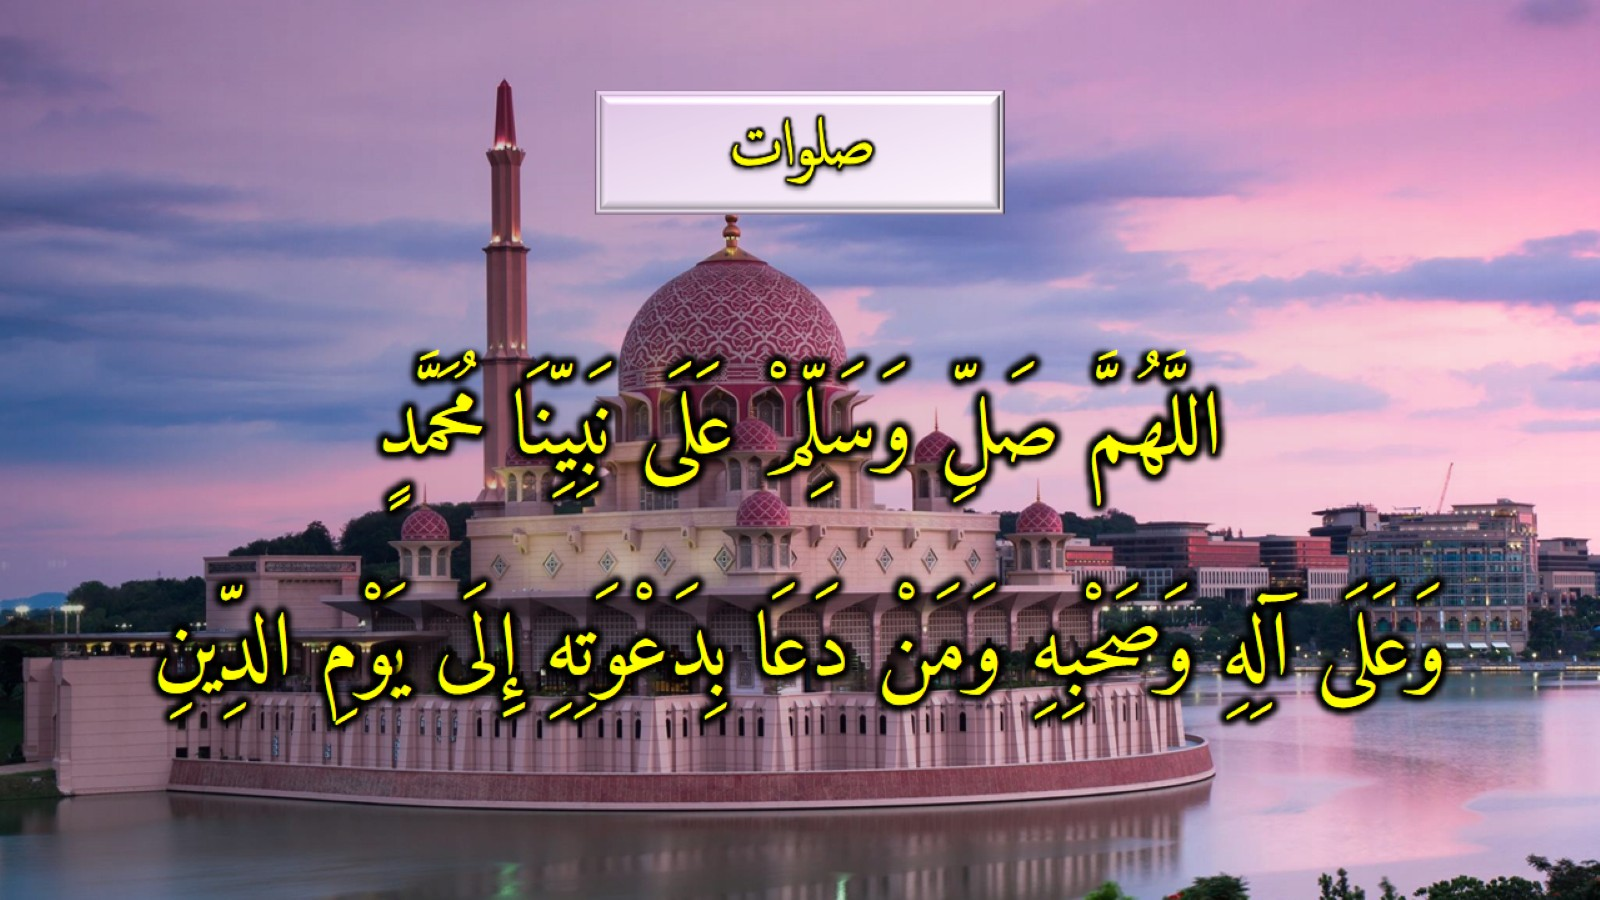 صلوات
اللَّهُمَّ صَلِّ وَسَلِّمْ عَلَى نَبِيِّنَا مُحَمَّدٍ
وَعَلَى آلِهِ وَصَحْبِهِ وَمَنْ دَعَا بِدَعْوَتِهِ إِلَى يَوْمِ الدِّينِ